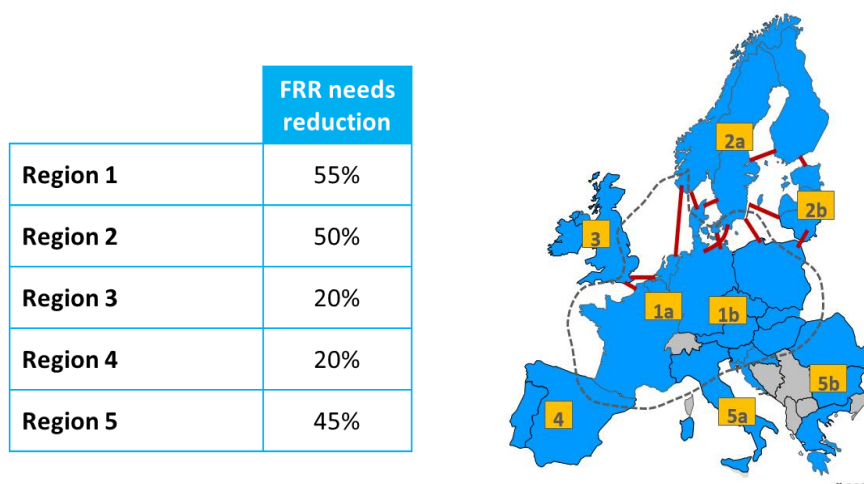 FRR needs
reduction
Region 1 55%
Region 2 50%
Region 3 20%
Region 4 20%
Region 5 45%
2a
2b
3
1a
1b
5b
4
5a